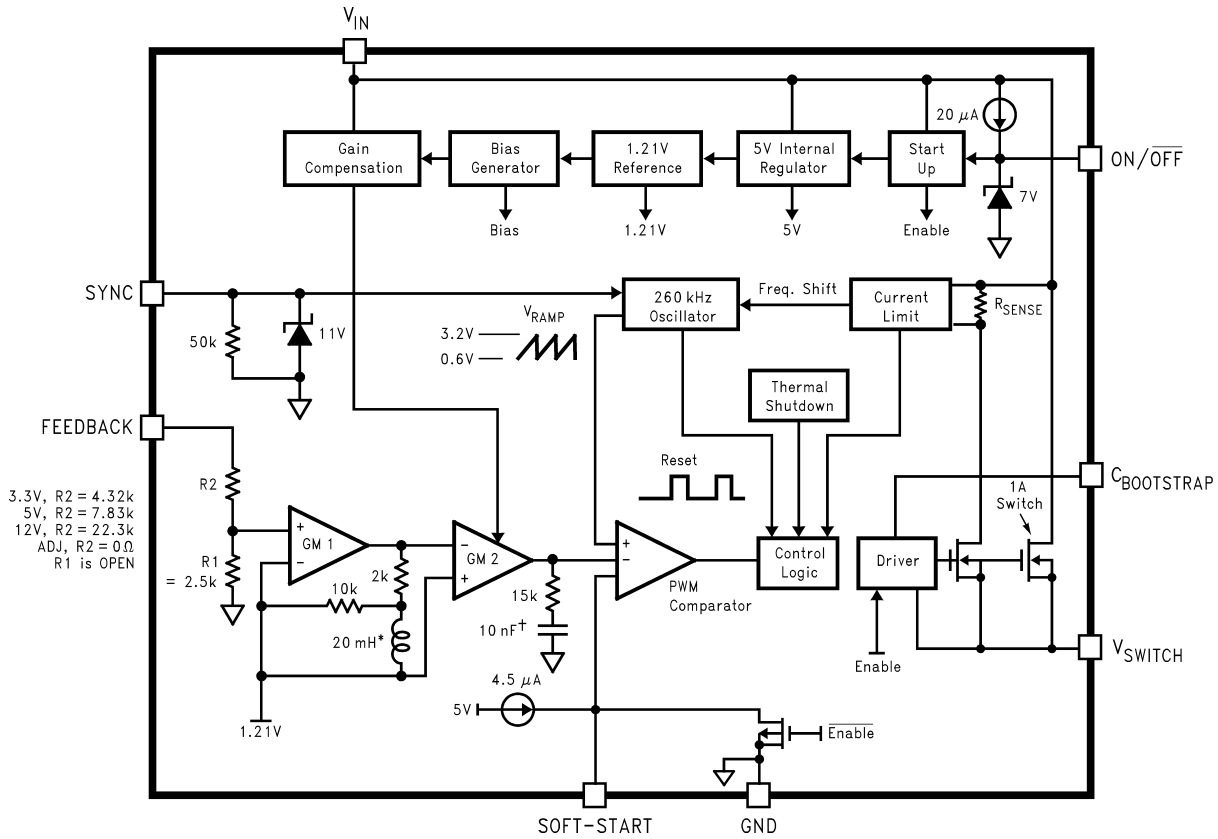 V_IN
20 μA
Gain
Compensation
Bias
Generator
1.21V
Reference
5V Internal
Regulator
Start
Up
ON/O̅F̅F̅
7V
Bias
1.21V
5V
Enable
SYNC
50k
11V
V_RAMP
3.2V
0.6V
260 kHz
Oscillator
Freq. Shift
Current
Limit
R_SENSE
Thermal
Shutdown
FEEDBACK
R2
3.3V, R2 = 4.32k
5V, R2 = 7.83k
12V, R2 = 22.3k
ADJ, R2 = 0Ω
R1 is OPEN
R1
= 2.5k
+
GM 1
−
2k
10k
20 mH*
1.21V
−
GM 2
+
15k
10 nF†
Reset
+
−
PWM
Comparator
Control
Logic
Driver
Enable
1A
Switch
C_BOOTSTRAP
V_SWITCH
4.5 μA
5V
E̅n̅a̅b̅l̅e̅
SOFT-START
GND